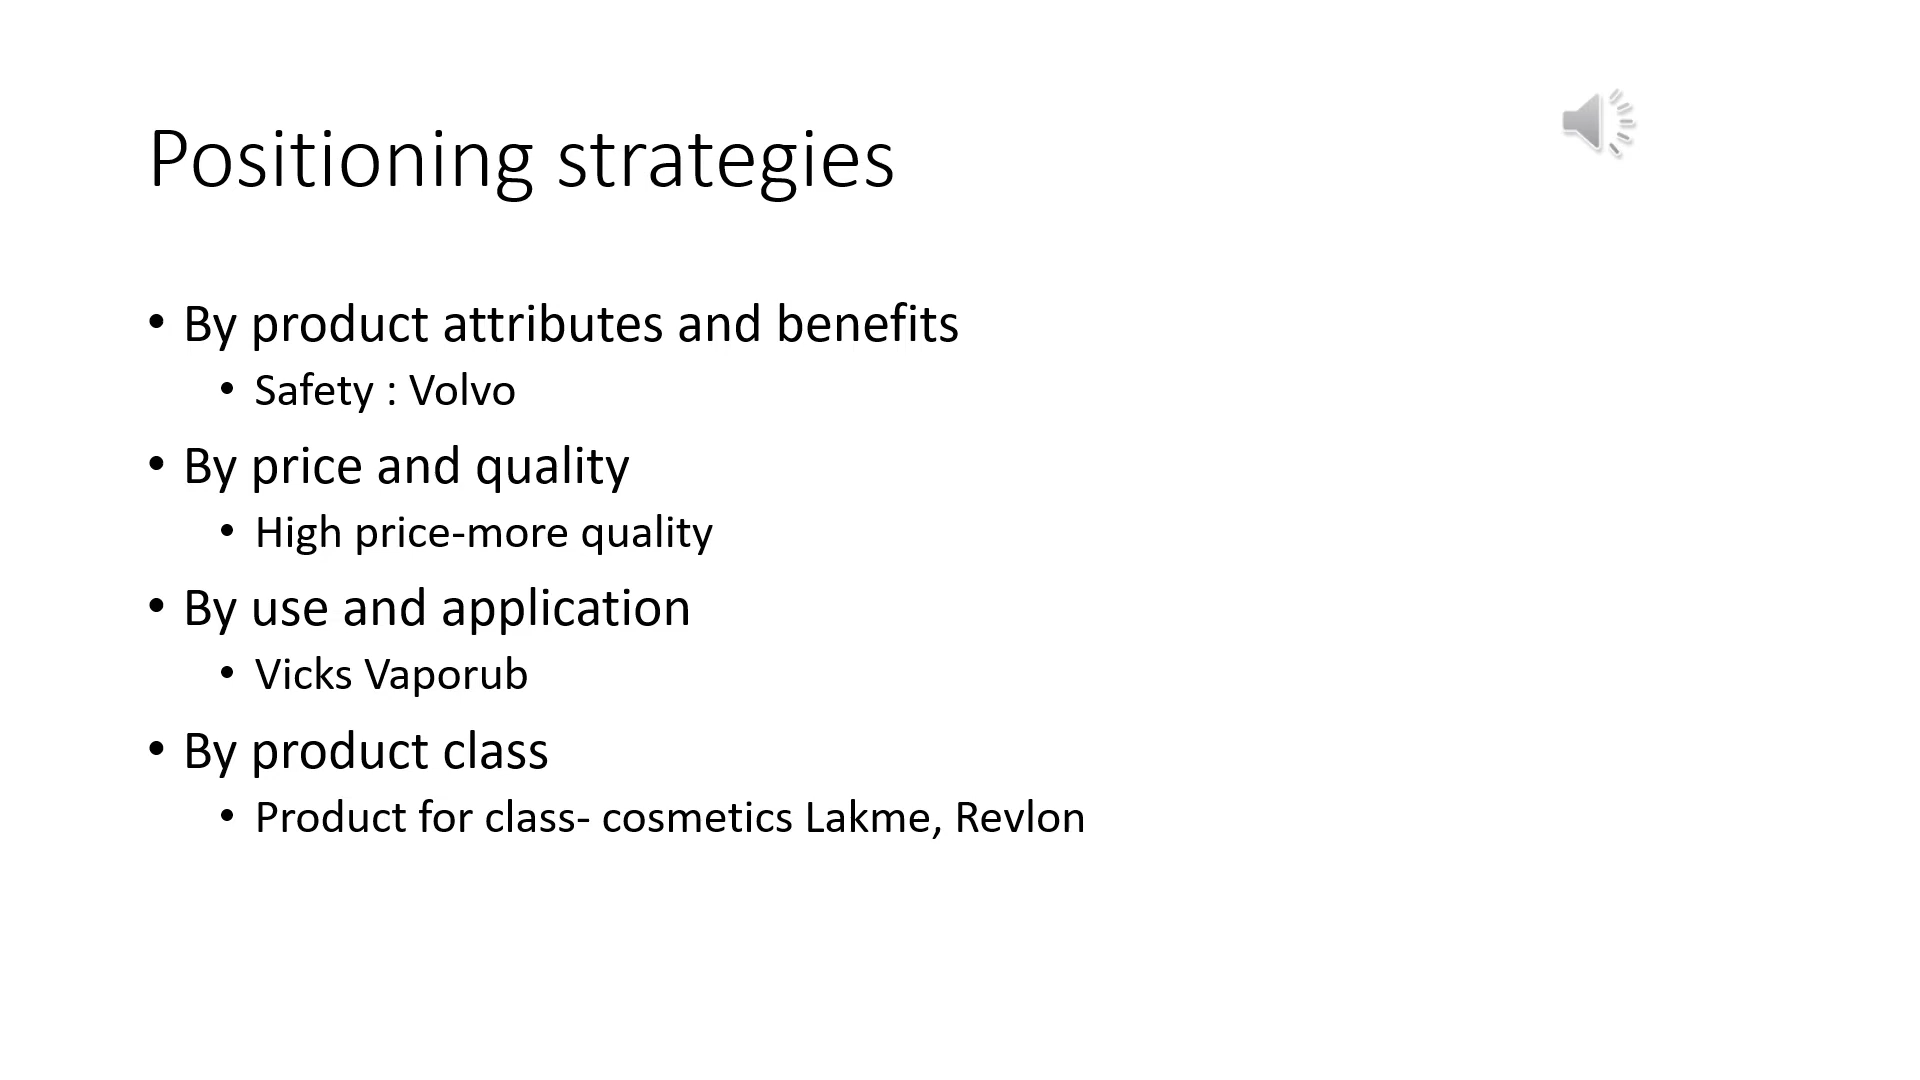 Positioning strategies
• By product attributes and benefits
• Safety : Volvo
• By price and quality
• High price-more quality
• By use and application
• Vicks Vaporub
• By product class
• Product for class- cosmetics Lakme, Revlon